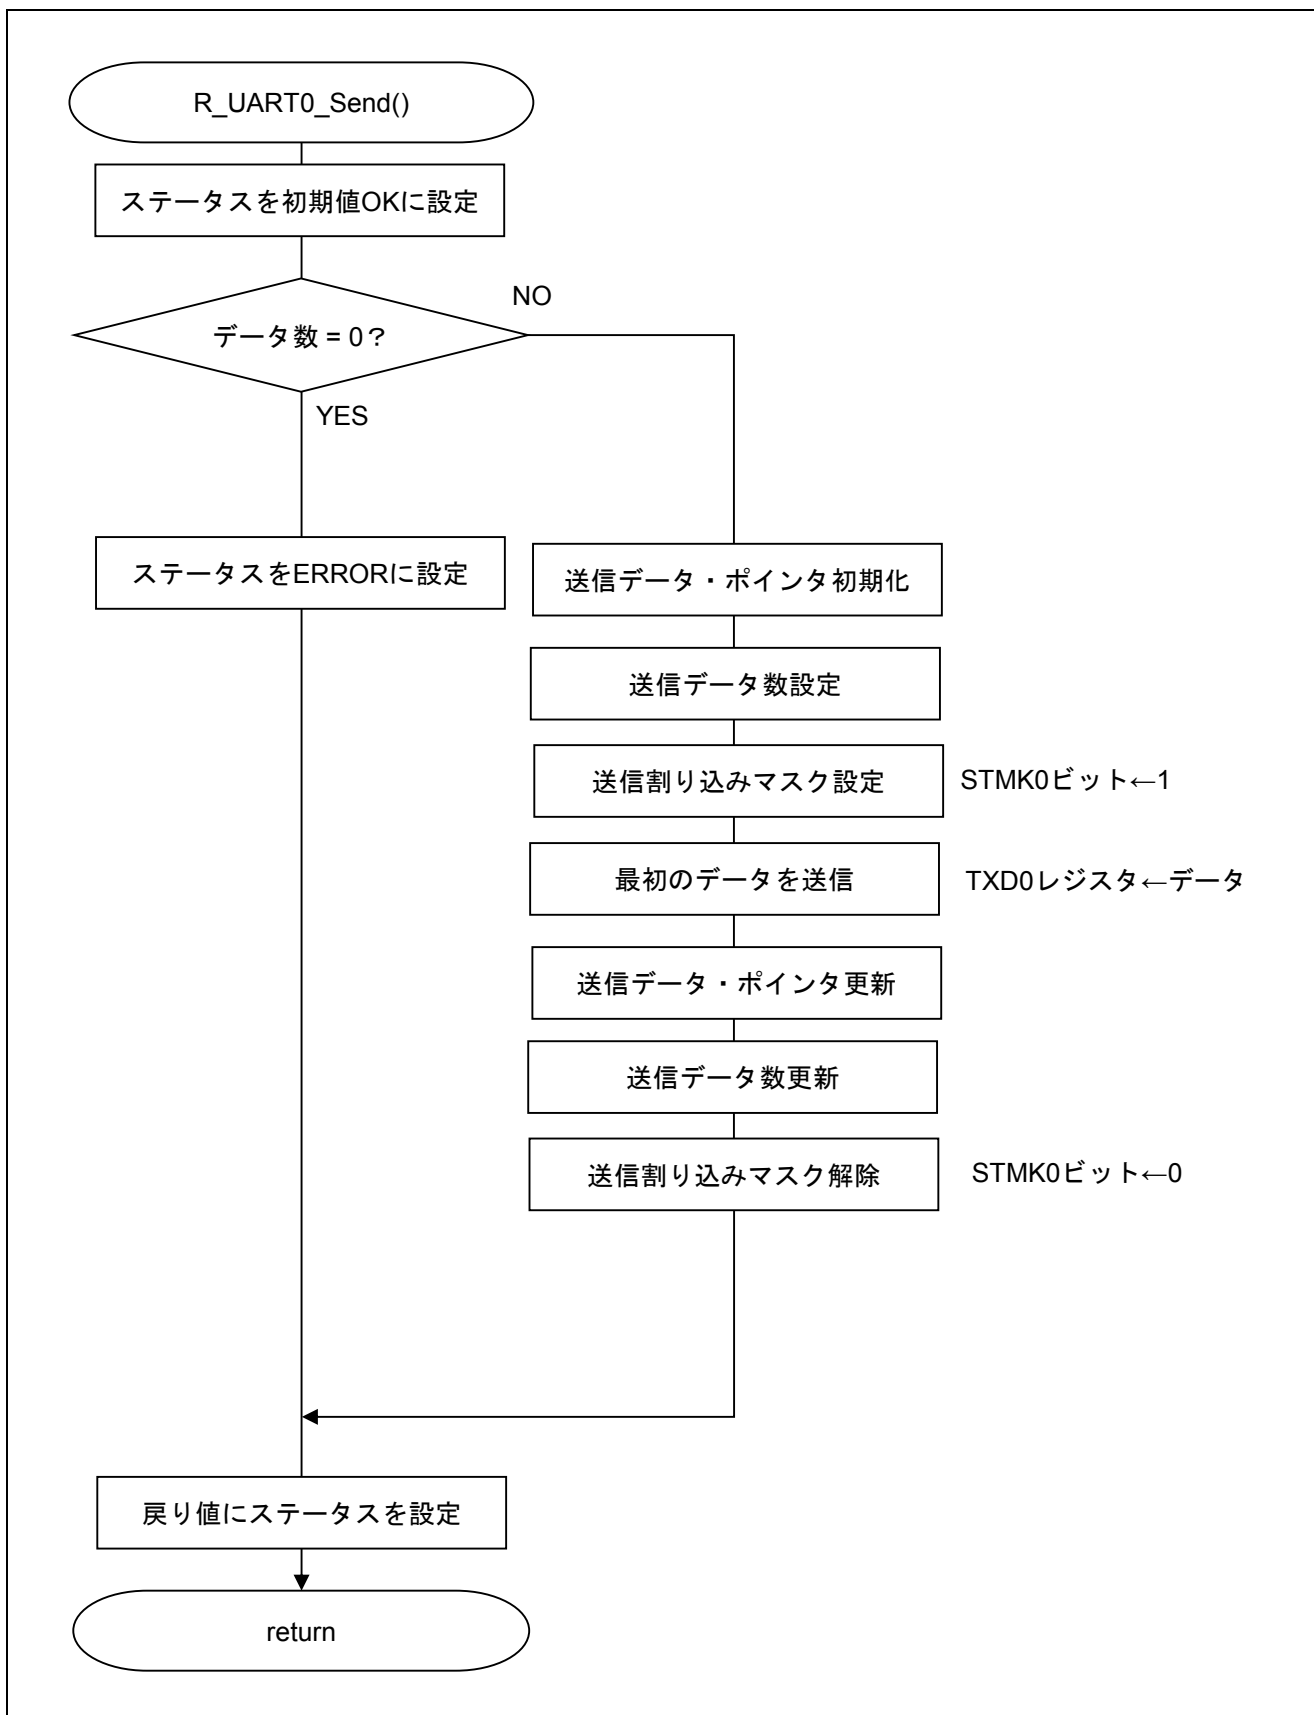 R_UART0_Send()
ステータスを初期値OKに設定
NO
データ数 = 0？
YES
ステータスをERRORに設定
送信データ・ポインタ初期化
送信データ数設定
送信割り込みマスク設定
STMK0ビット←1
最初のデータを送信
TXD0レジスタ←データ
送信データ・ポインタ更新
送信データ数更新
送信割り込みマスク解除
STMK0ビット←0
戻り値にステータスを設定
return